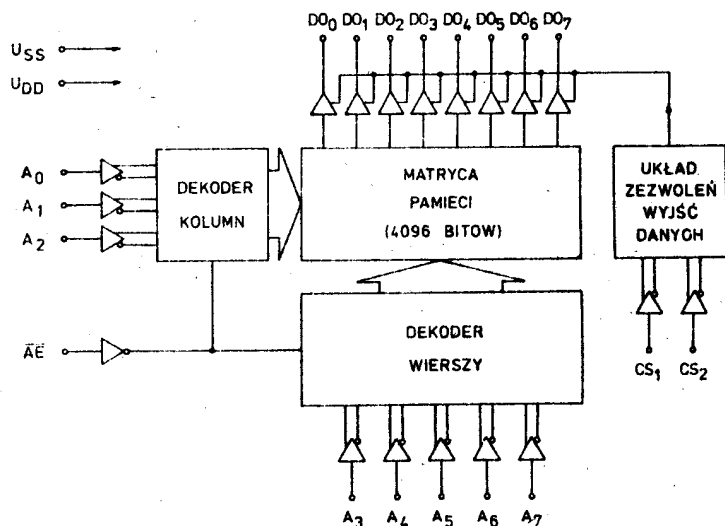 DO0 DO1 DO2 DO3 DO4 DO5 DO6 DO7
USS
UDD
A0
A1
A2
DEKODER
KOLUMN
MATRYCA
PAMIECI
(4096 BITOW)
UKŁAD
ZEZWOLEŃ
WYJŚĆ
DANYCH
AE
DEKODER
WIERSZY
CS1 CS2
A3 A4 A5 A6 A7